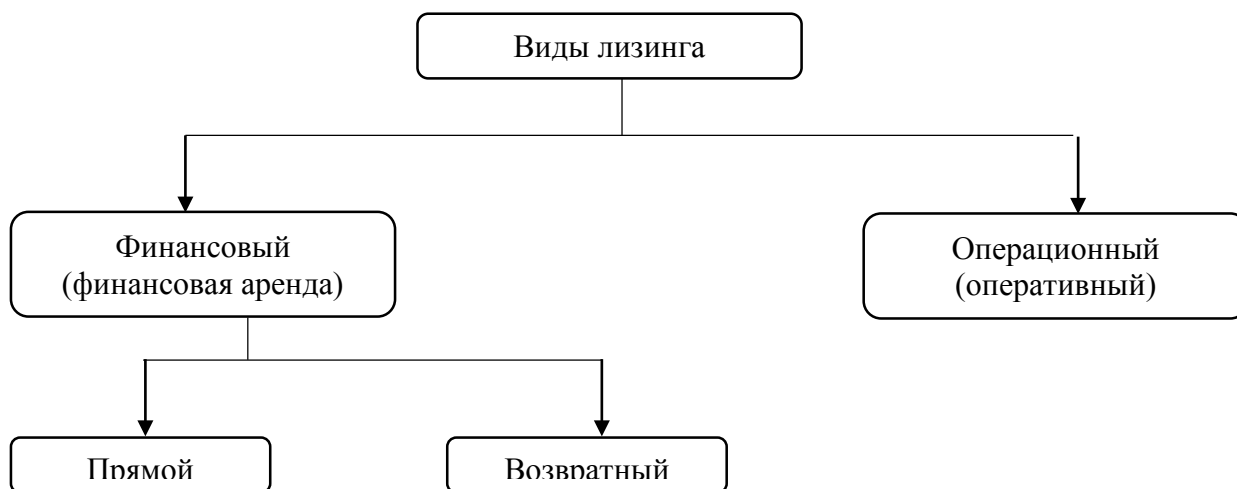 Виды лизинга
Финансовый
(финансовая аренда)
Операционный
(оперативный)
Прямой
Возвратный